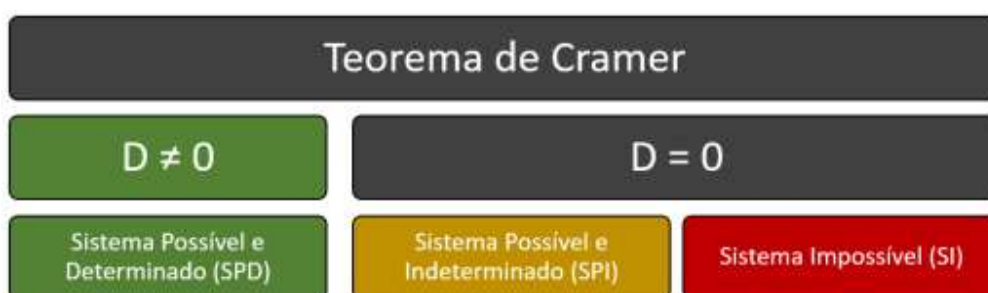 Teorema de Cramer
D ≠ 0
D = 0
Sistema Possível e
Determinado (SPD)
Sistema Possível e
Indeterminado (SPI)
Sistema Impossível (SI)